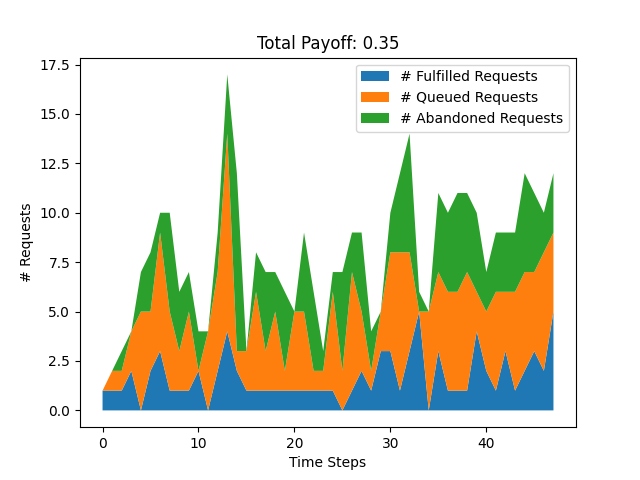 Total Payoff: 0.35
17.5
15.0
12.5
10.0
7.5
5.0
2.5
0.0
# Requests
# Fulfilled Requests
# Queued Requests
# Abandoned Requests
0 10 20 30 40
Time Steps